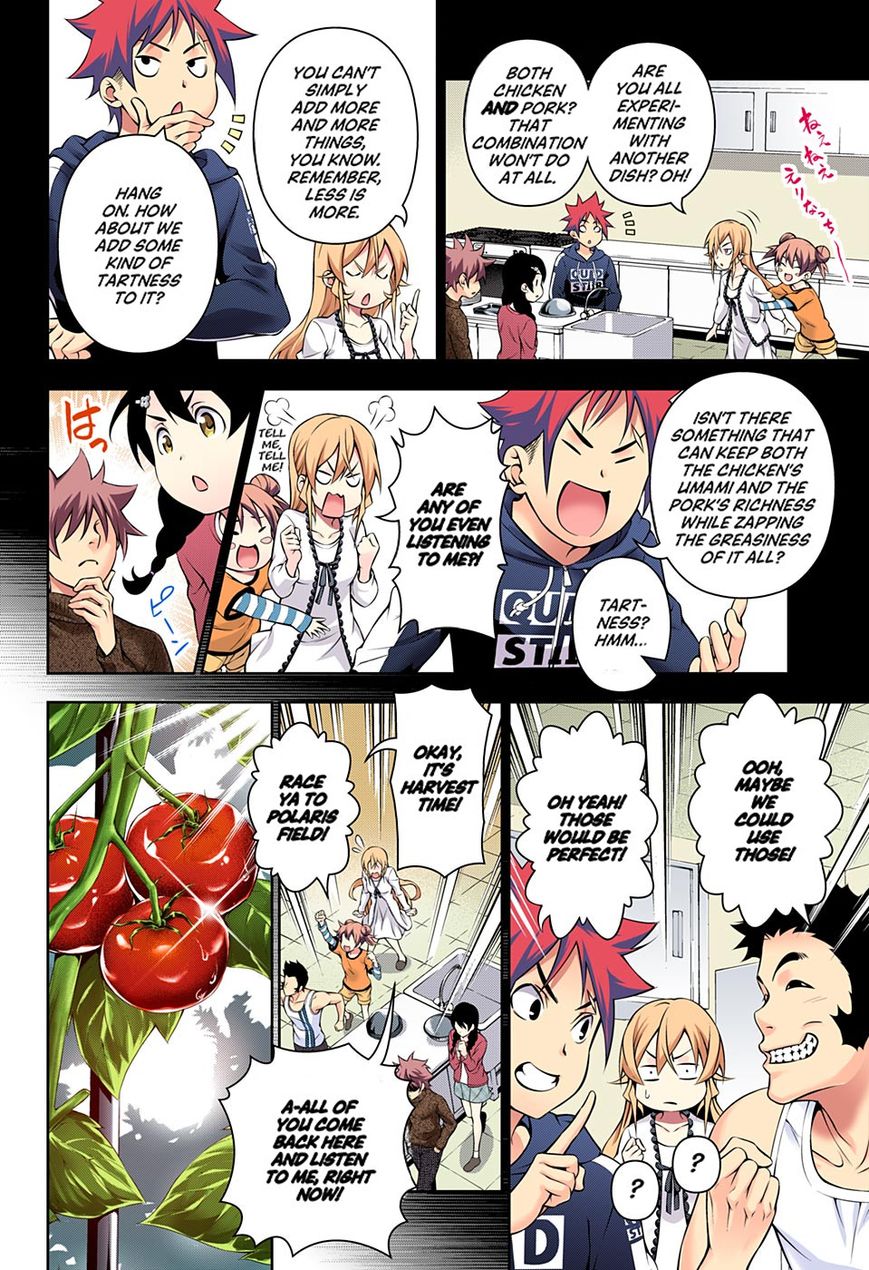 ARE
YOU ALL
EXPERI-
MENTING
WITH
ANOTHER
DISH? OH!
BOTH
CHICKEN
AND PORK?
THAT
COMBINATION
WON'T DO
AT ALL.
ねぇねぇ
えりなっちー
YOU CAN'T
SIMPLY
ADD MORE
AND MORE
THINGS,
YOU KNOW.
REMEMBER,
LESS IS
MORE.
HANG
ON. HOW
ABOUT WE
ADD SOME
KIND OF
TARTNESS
TO IT?
ISN'T THERE
SOMETHING THAT
CAN KEEP BOTH
THE CHICKEN'S
UMAMI AND THE
PORK'S RICHNESS
WHILE ZAPPING
THE GREASINESS
OF IT ALL?
TART-
NESS?
HMM...
ARE
ANY OF
YOU EVEN
LISTENING
TO ME?!
TELL
ME,
TELL
ME!
はっ
ピーン
OOH,
MAYBE
WE
COULD
USE
THOSE!
OH YEAH!
THOSE
WOULD BE
PERFECT!
?
?
D
OKAY,
IT'S
HARVEST
TIME!
RACE
YA TO
POLARIS
FIELD!
A-ALL OF
YOU COME
BACK HERE
AND LISTEN
TO ME, RIGHT
NOW!